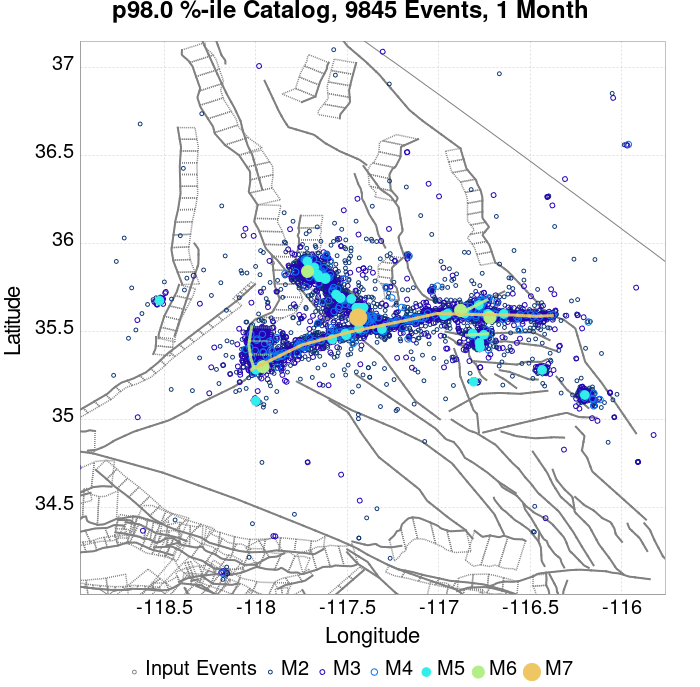 p98.0 %-ile Catalog, 9845 Events, 1 Month
37
36.5
36
35.5
35
34.5
Latitude
-118.5 -118 -117.5 -117 -116.5 -116
Longitude
Input Events M2 M3 M4 M5 M6 M7